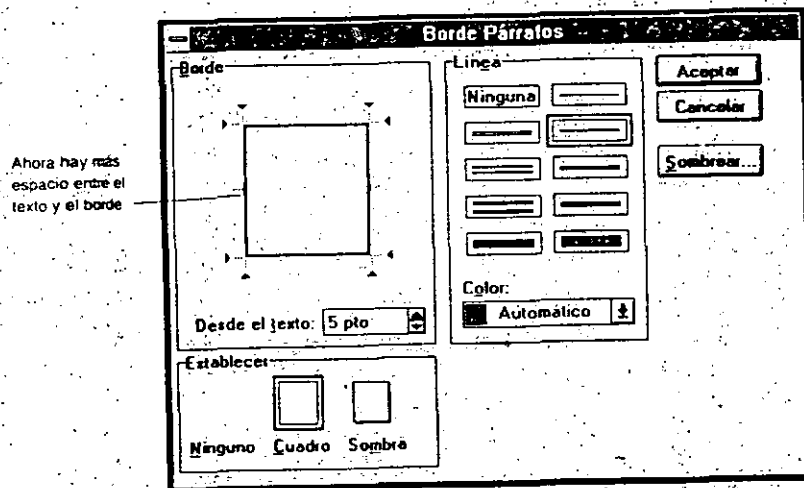 Borde Párrafos
Borde
Ahora hay más
espacio entre el
texto y el borde
Desde el texto: 5 pto
Línea
Ninguna
Color:
Automático
Aceptar
Cancelar
Sombrear...
Establecer
Ninguno Cuadro Sombra